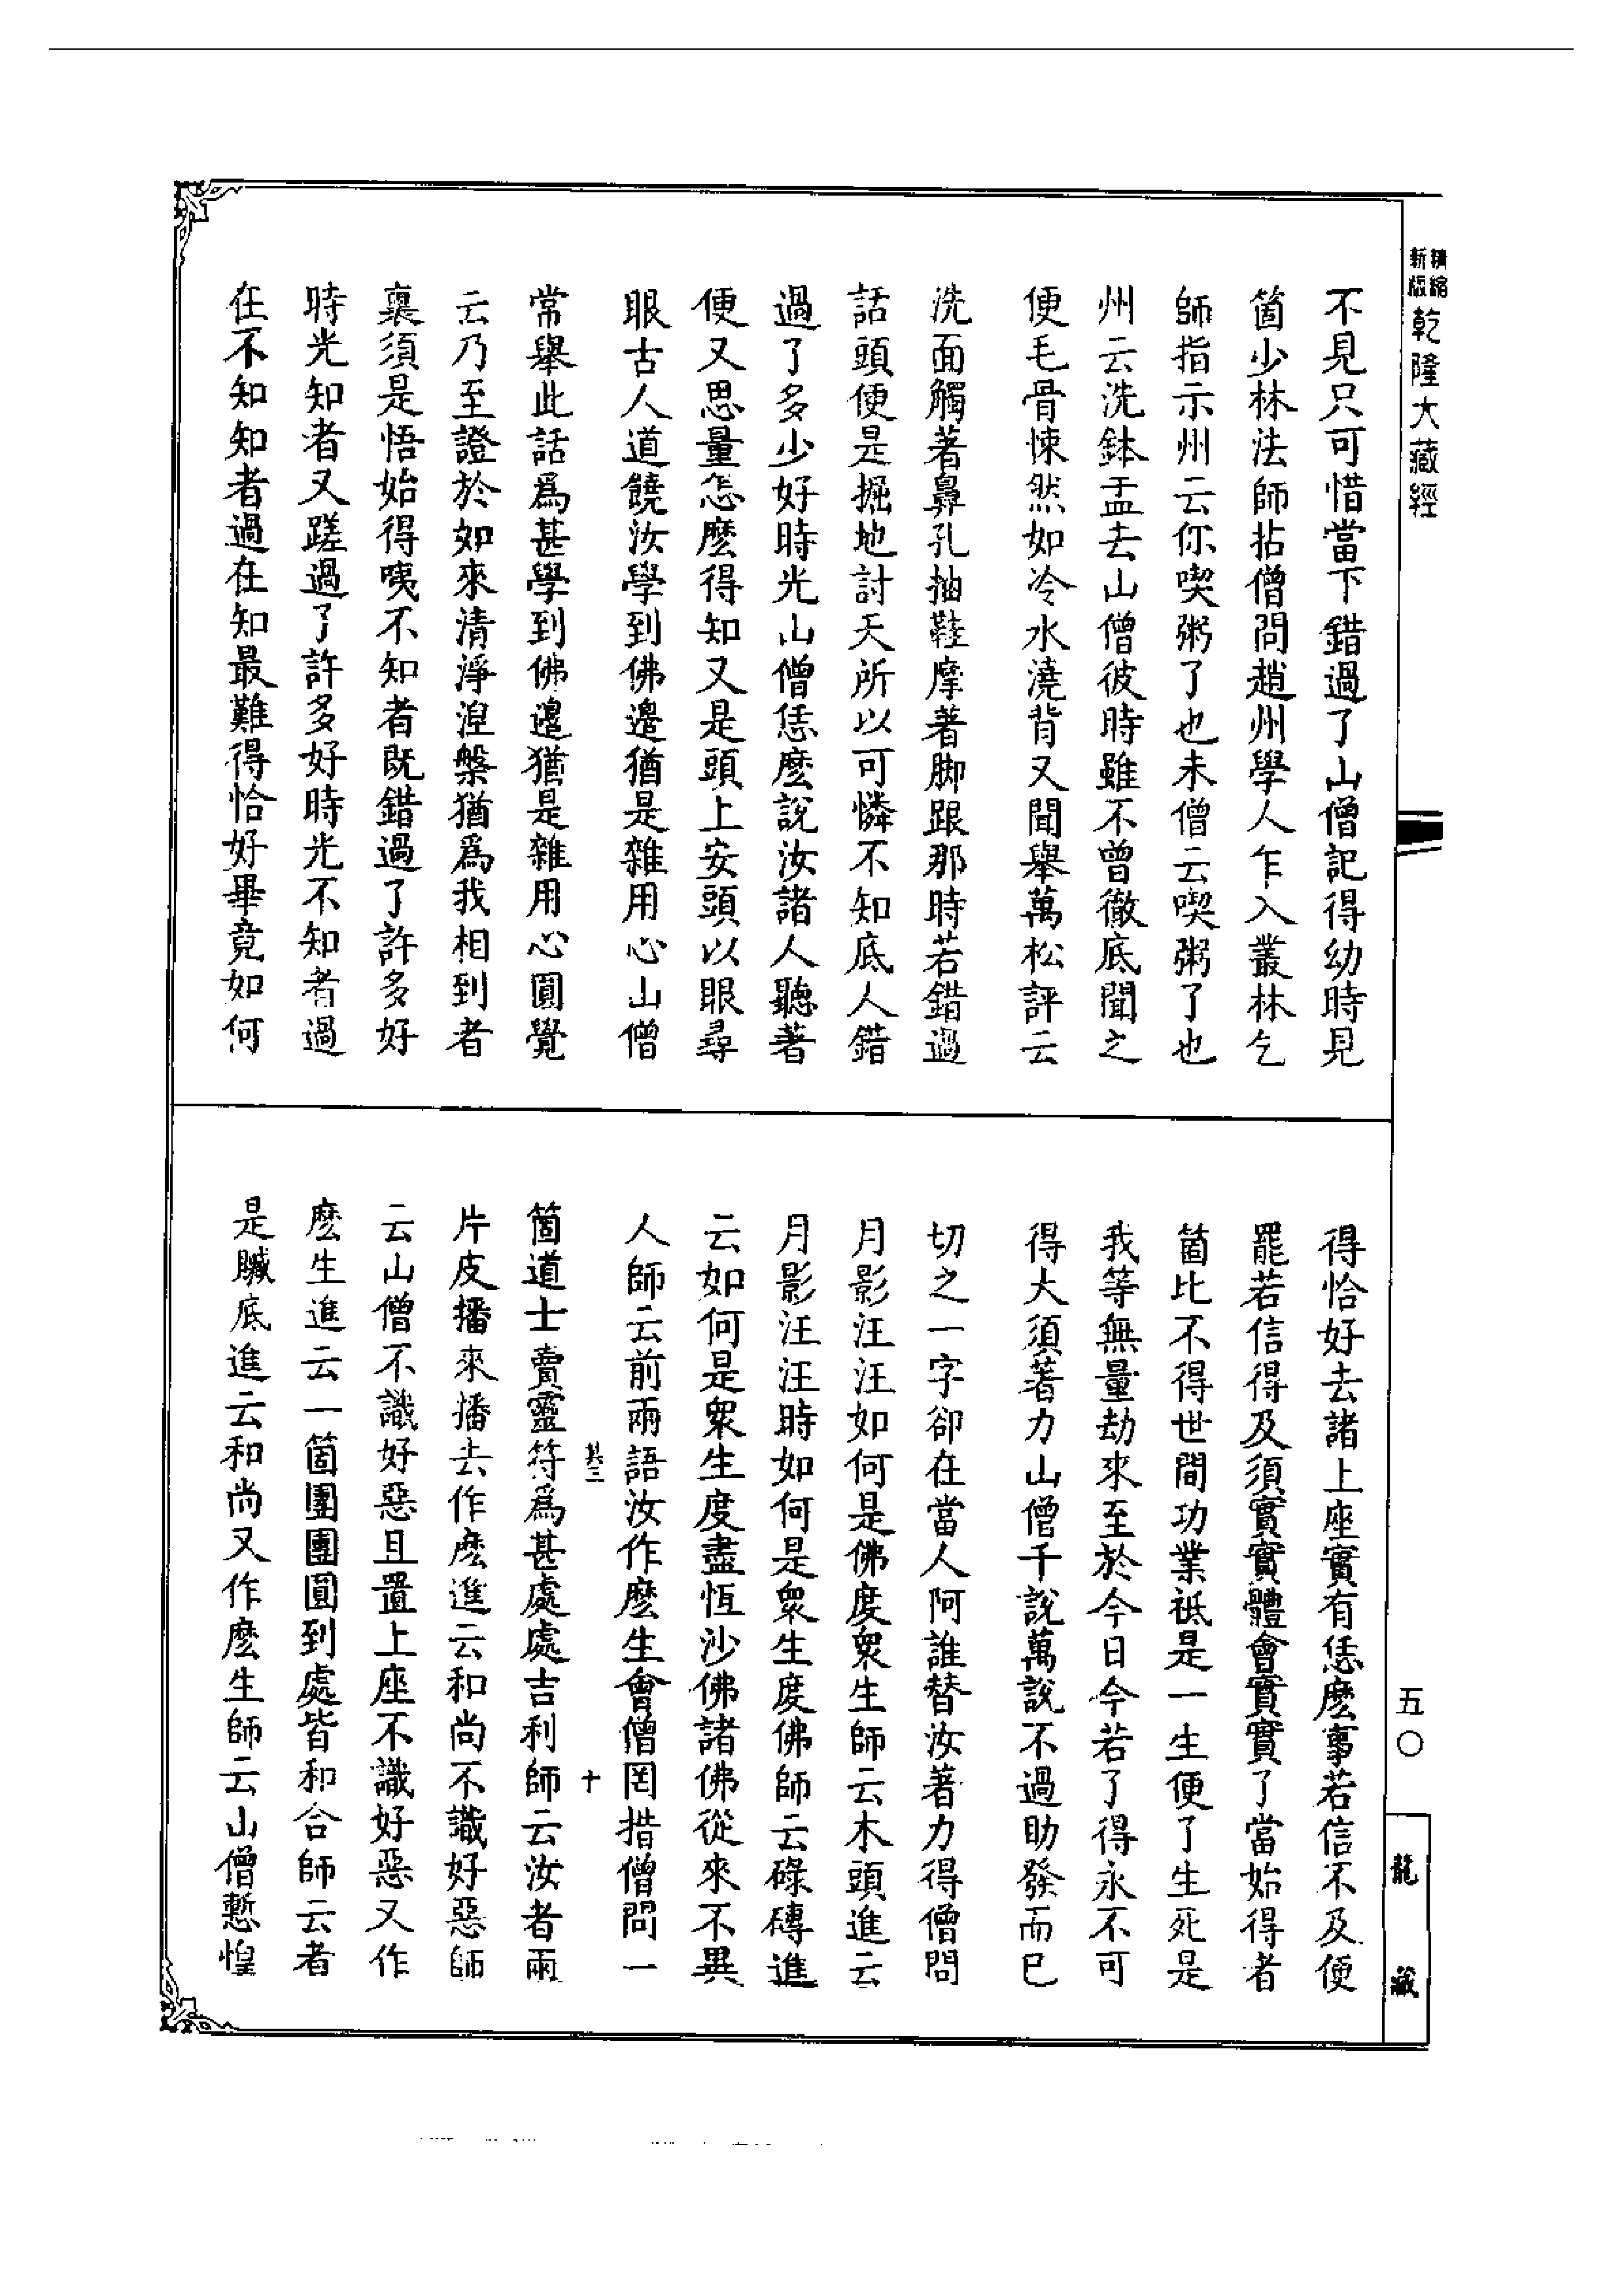 精縮新版乾隆大藏經
不見只可惜當下錯過了山僧記得幼時見
箇少林法師拈僧問趙州學人乍入叢林乞
師指示州云你喫粥了也未僧云喫粥了也
州云洗鉢盂去山僧彼時雖不曾徹底聞之
便毛骨悚然如冷水澆背又聞舉萬松評云
洗面觸著鼻孔抽鞋摩著脚跟那時若錯過
話頭便是掘地討天所以可憐不知底人錯
過了多少好時光山僧恁麽說汝諸人聽著
便又思量怎麽得知又是頭上安頭以眼尋
眼古人道饒汝學到佛邊猶是雜用心山僧
常舉此話爲甚學到佛邊猶是雜用心圓覺
云乃至證於如來清淨湼槃猶爲我相到者
裏須是悟始得咦不知者既錯過了許多好
時光知者又蹉過了許多好時光不知者過
在不知知者過在知最難得恰好畢竟如何
得恰好去諸上座實有恁麽事若信不及便
罷若信得及須實實體會實實了當始得者
箇比不得世間功業祇是一生便了生死是
我等無量劫來至於今日今若了得永不可
得大須著力山僧千說萬說不過助發而已
切之一字卻在當人阿誰替汝著力得僧問
月影汪汪如何是佛度衆生師云木頭進云
月影汪汪時如何是衆生度佛師云磚碌進
云如何是衆生度盡恆沙佛諸佛從來不異
人師云前兩語汝作麽生會僧罔措僧問一
其三 十
箇道士賣靈符爲甚處處吉利師云汝者兩
片皮播來播去作麽進云和尚不識好惡師
云山僧不識好惡且置上座不識好惡又作
麽生進云一箇團團圓到處皆和合師云者
是臟底進云和尚又作麽生師云山僧慙惶
五〇
龍藏